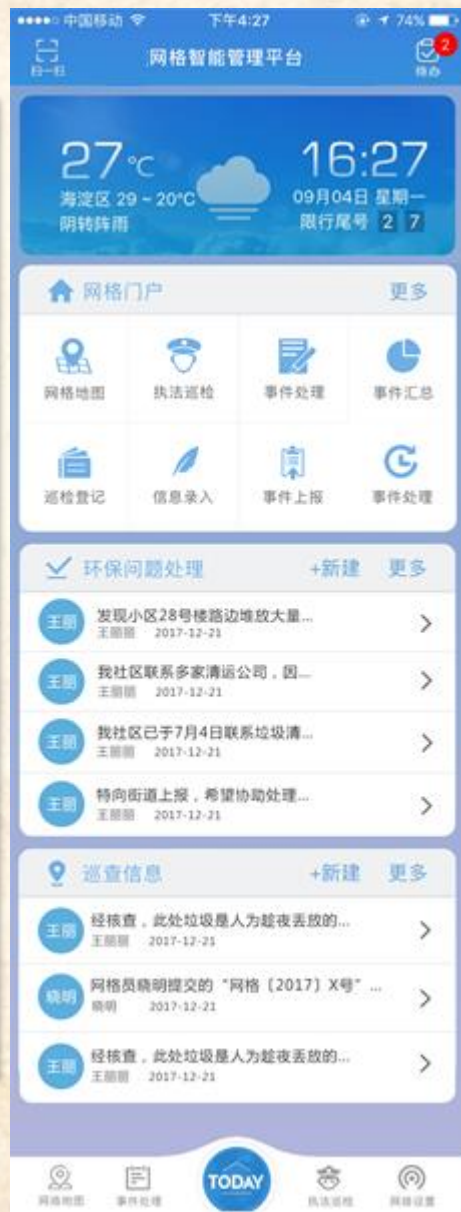 中国移动 下午4:27 74%
扫一扫 网格智能管理平台 2
待办
27℃ 16:27
海淀区 29 ~ 20℃ 09月04日 星期一
阴转阵雨 限行尾号 2 7
网格门户 更多
网格地图 执法巡检 事件处理 事件汇总
巡检登记 信息录入 事件上报 事件处理
环保问题处理 +新建 更多
王丽 发现小区28号楼路边堆放大量...
王丽丽 2017-12-21
王丽 我社区联系多家清运公司，因...
王丽丽 2017-12-21
王丽 我社区已于7月4日联系垃圾清...
王丽丽 2017-12-21
王丽 特向街道上报，希望协助处理...
王丽丽 2017-12-21
巡查信息 +新建 更多
王丽 经核查，此处垃圾是人为趁夜丢放的...
王丽丽 2017-12-21
晓明 网格员晓明提交的“网格〔2017〕X号” ...
晓明 2017-12-21
王丽 经核查，此处垃圾是人为趁夜丢放的...
王丽丽 2017-12-21
TODAY
网络地图 事件处理 执法巡检 网络设置